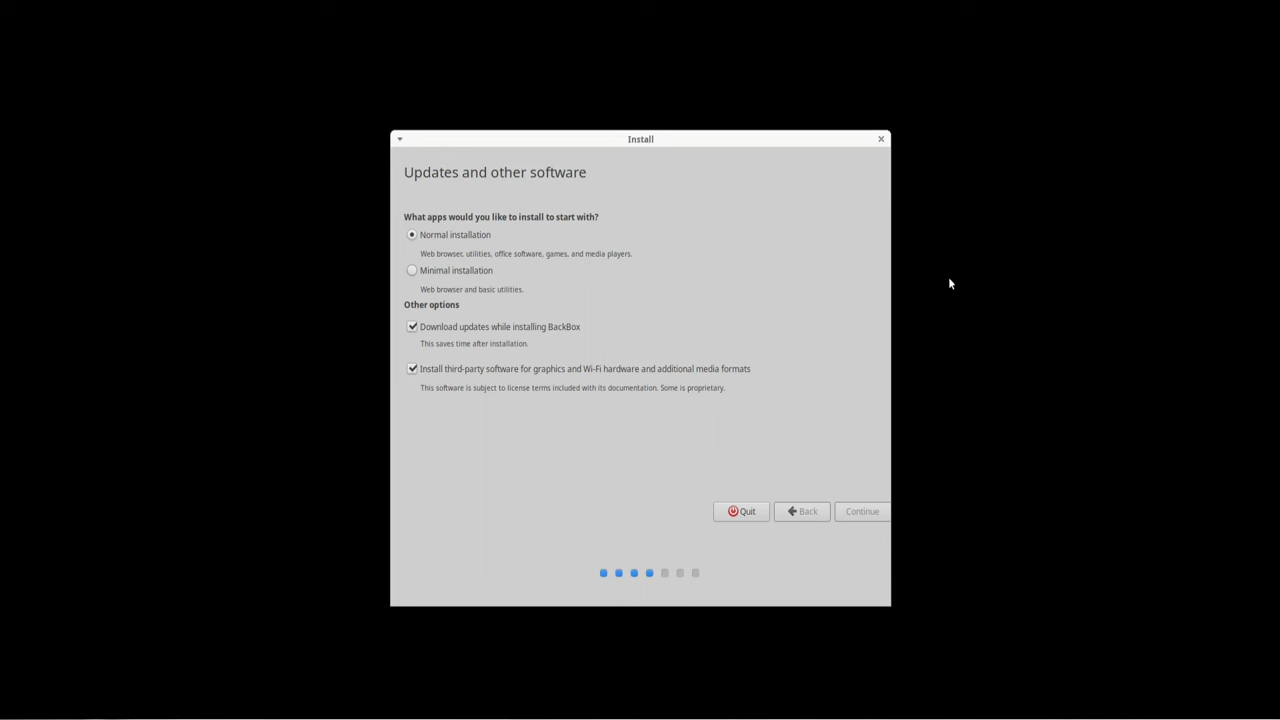 Install
Updates and other software
What apps would you like to install to start with?
Normal installation
Web browser, utilities, office software, games, and media players.
Minimal installation
Web browser and basic utilities.
Other options
Download updates while installing BackBox
This saves time after installation.
Install third-party software for graphics and Wi-Fi hardware and additional media formats
This software is subject to license terms included with its documentation. Some is proprietary.
Quit Back Continue